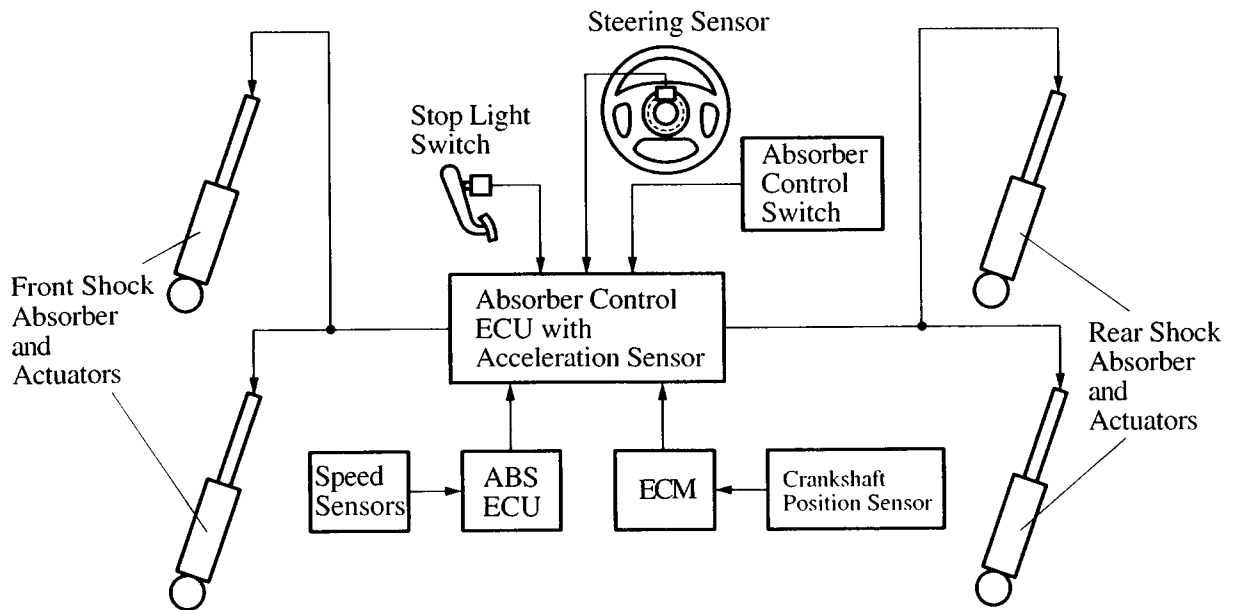 Steering Sensor
Stop Light
Switch
Absorber
Control
Switch
Front Shock
Absorber
and
Actuators
Absorber Control
ECU with
Acceleration Sensor
Rear Shock
Absorber
and
Actuators
Speed
Sensors
ABS
ECU
ECM
Crankshaft
Position Sensor